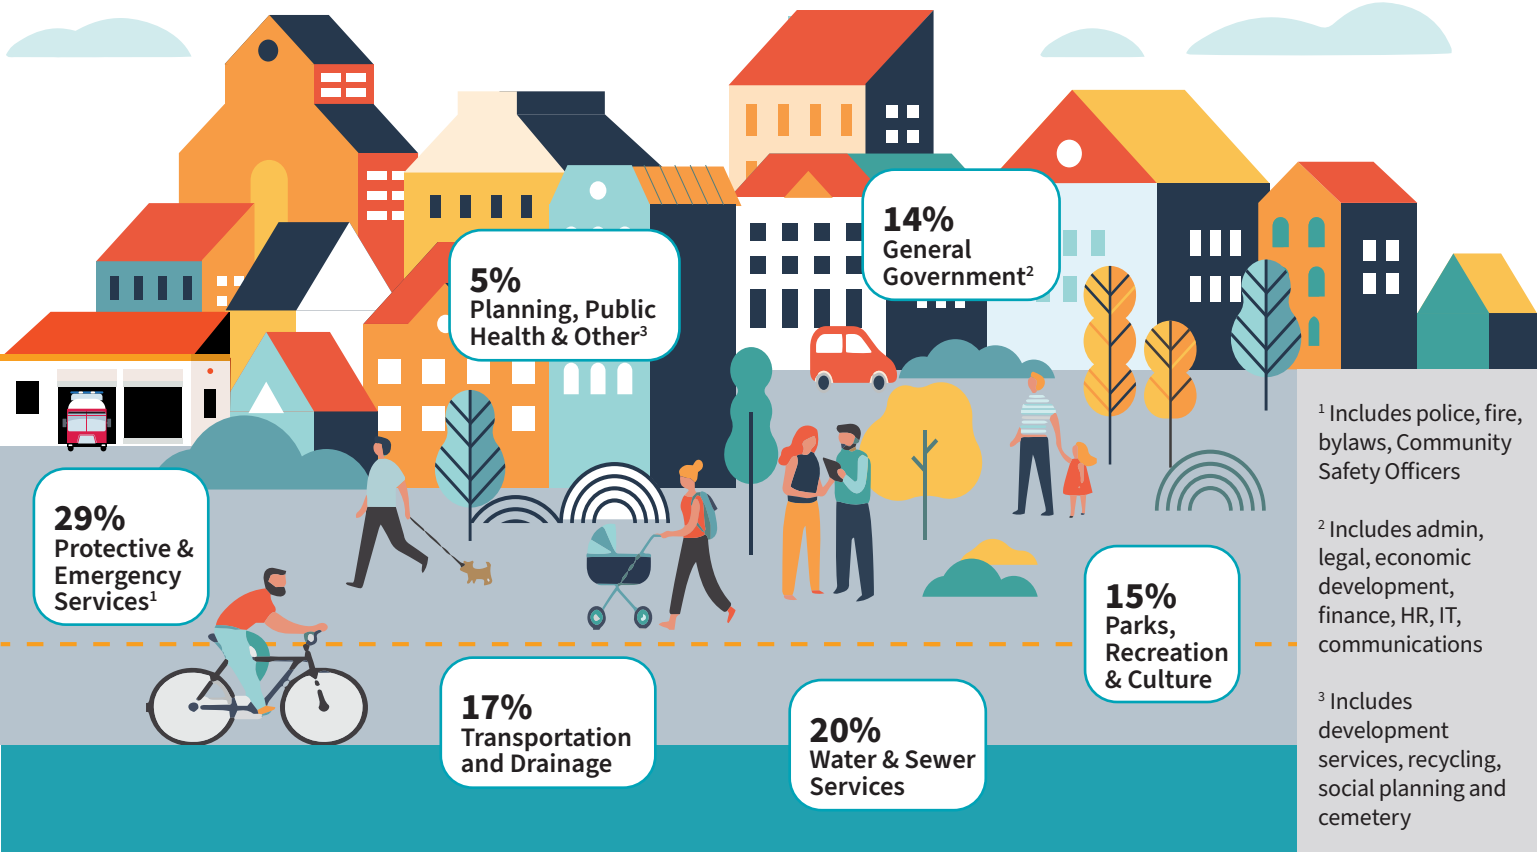 14%
General
Government²
5%
Planning, Public
Health & Other³
29%
Protective &
Emergency
Services¹
15%
Parks,
Recreation
& Culture
17%
Transportation
and Drainage
20%
Water & Sewer
Services
¹ Includes police, fire,
bylaws, Community
Safety Officers
² Includes admin,
legal, economic
development,
finance, HR, IT,
communications
³ Includes
development
services, recycling,
social planning and
cemetery